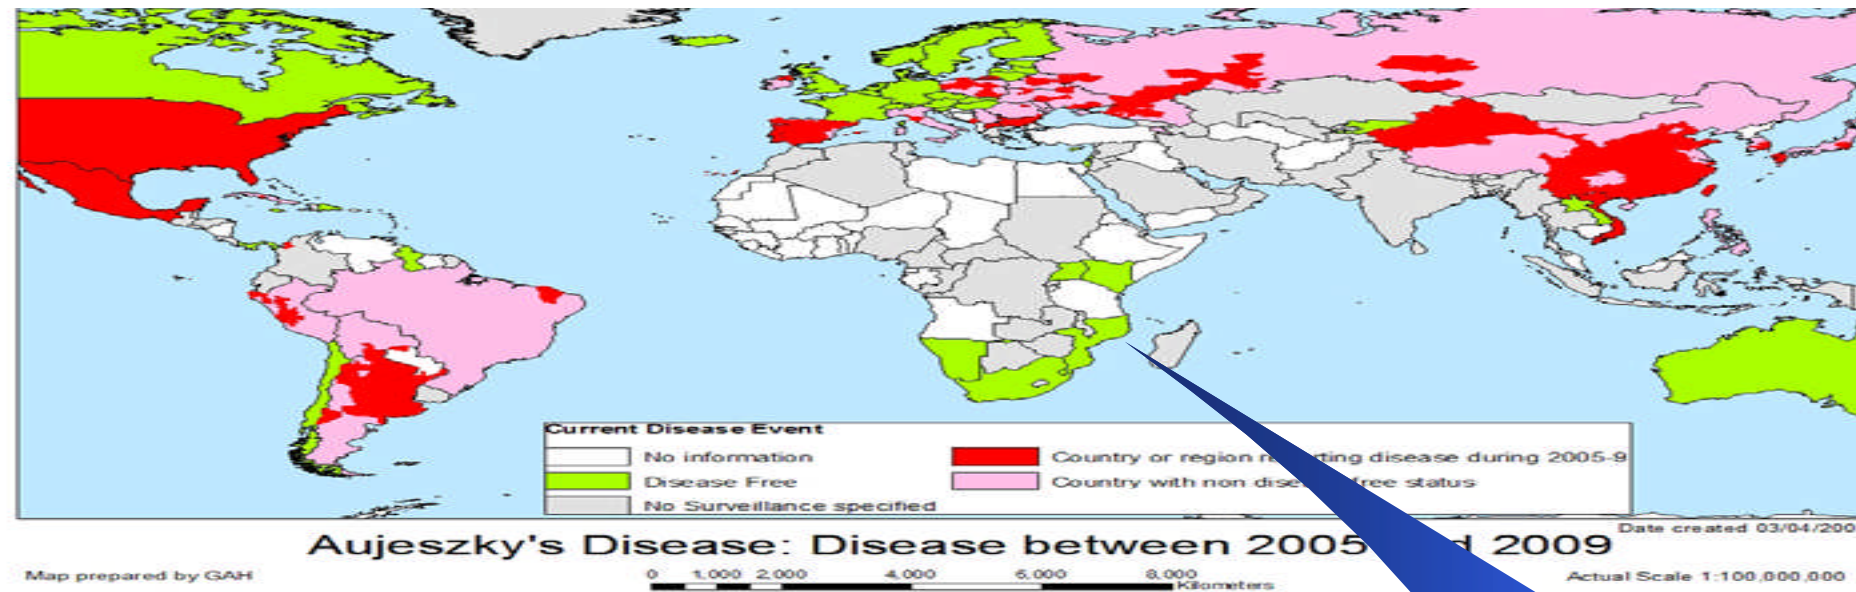 Current Disease Event
No information
Country or region re rting disease during 2005-9
Disease Free
Country with non dise free status
No Surveillance specified
Date created 03/04/200
Aujeszky's Disease: Disease between 2005 d 2009
Map prepared by GAH
0 1,000 2,000 4,000 6,000 8,000
Kilometers
Actual Scale 1:100,000,000